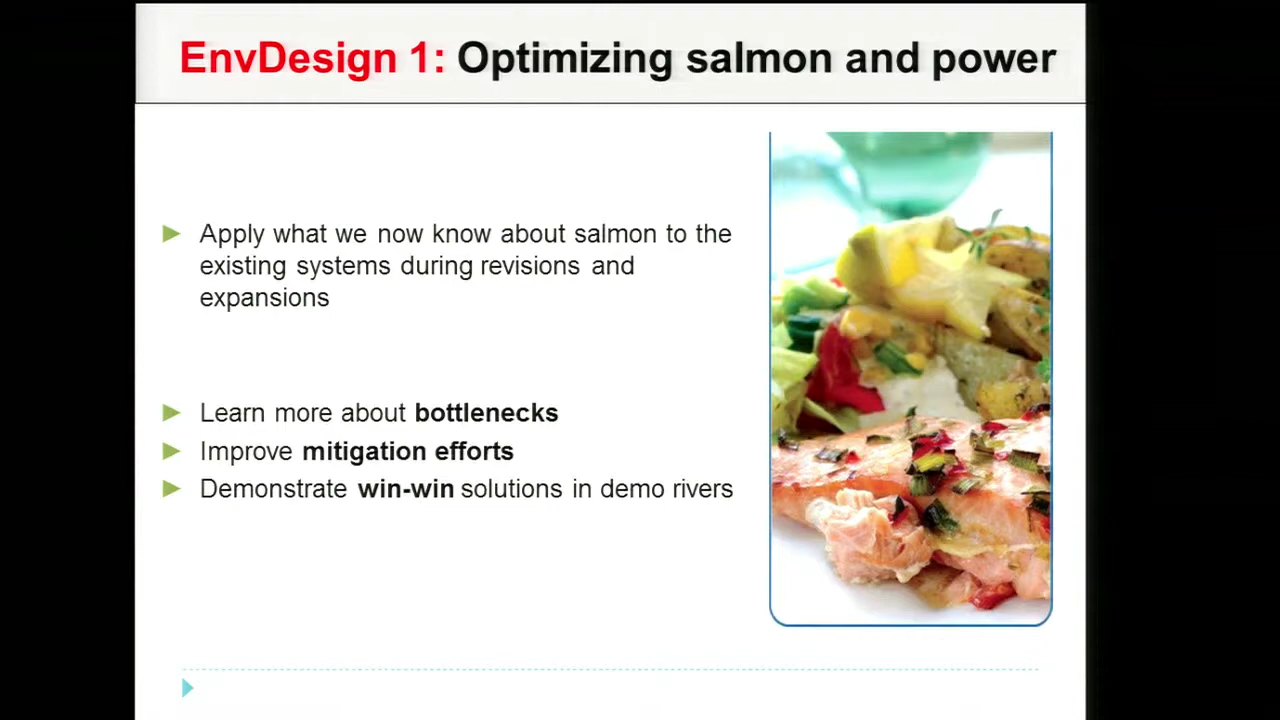 EnvDesign 1: Optimizing salmon and power
Apply what we now know about salmon to the
existing systems during revisions and
expansions
Learn more about bottlenecks
Improve mitigation efforts
Demonstrate win-win solutions in demo rivers